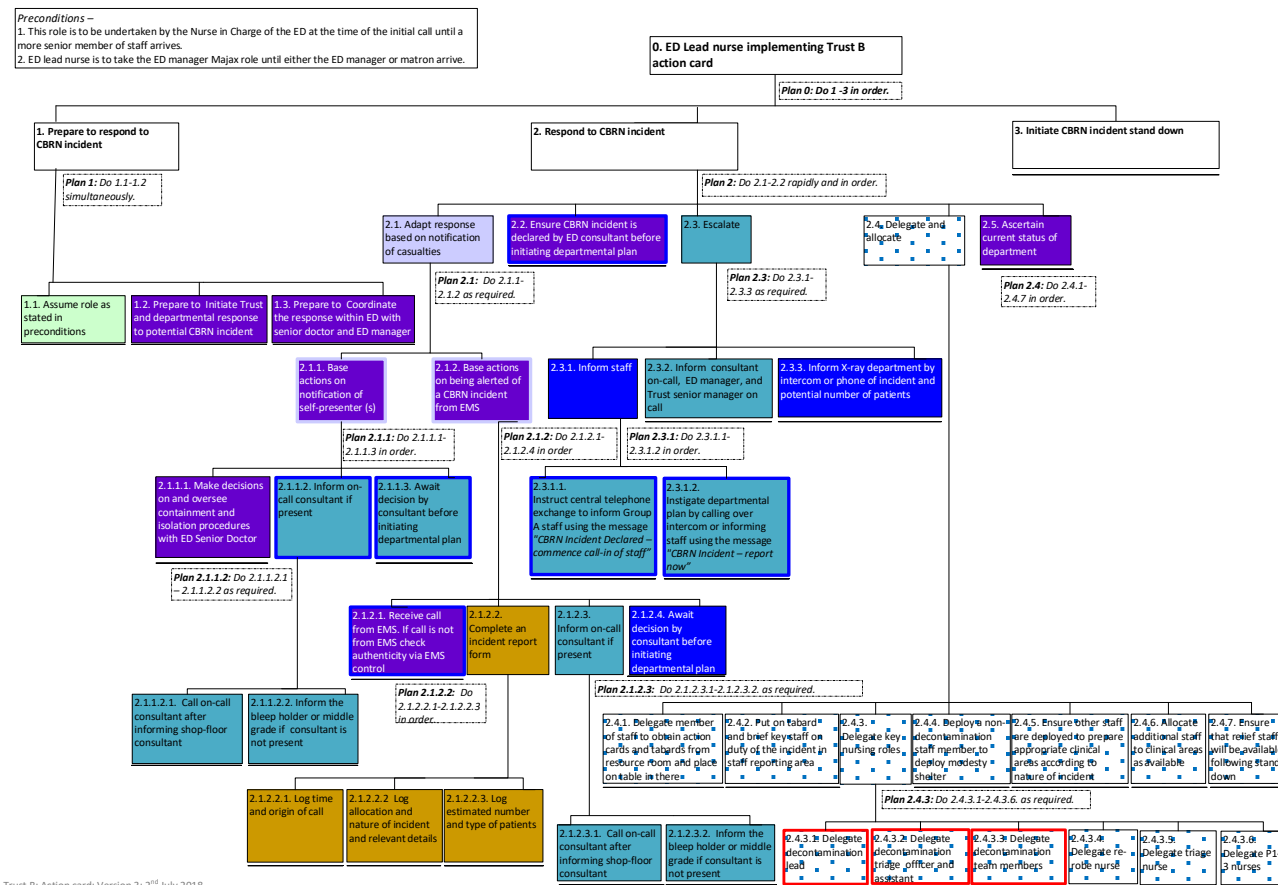 Preconditions –
1. This role is to be undertaken by the Nurse in Charge of the ED at the time of the initial call until a
more senior member of staff arrives.
2. ED lead nurse is to take the ED manager Majax role until either the ED manager or matron arrive.
0. ED Lead nurse implementing Trust B
action card
Plan 0: Do 1 -3 in order.
1. Prepare to respond to
CBRN incident
2. Respond to CBRN incident
3. Initiate CBRN incident stand down
Plan 1: Do 1.1-1.2
simultaneously.
Plan 2: Do 2.1-2.2 rapidly and in order.
2.1. Adapt response
based on notification
of casualties
2.2. Ensure CBRN incident is
declared by ED consultant before
initiating departmental plan
2.3. Escalate
2.4. Delegate and
allocate
2.5. Ascertain
current status of
department
Plan 2.1: Do 2.1.1-
2.1.2 as required.
Plan 2.3: Do 2.3.1-
2.3.3 as required.
Plan 2.4: Do 2.4.1-
2.4.7 in order.
1.1. Assume role as
stated in
preconditions
1.2. Prepare to Initiate Trust
and departmental response
to potential CBRN incident
1.3. Prepare to Coordinate
the response within ED with
senior doctor and ED manager
2.1.1. Base
actions on
notification of
self-presenter (s)
2.1.2. Base actions
on being alerted of
a CBRN incident
from EMS
2.3.1. Inform staff
2.3.2. Inform consultant
on-call, ED manager, and
Trust senior manager on
call
2.3.3. Inform X-ray department by
intercom or phone of incident and
potential number of patients
Plan 2.1.1: Do 2.1.1.1-
2.1.1.3 in order.
Plan 2.1.2: Do 2.1.2.1-
2.1.2.4 in order
Plan 2.3.1: Do 2.3.1.1-
2.3.1.2 in order.
2.1.1.1. Make decisions
on and oversee
containment and
isolation procedures
with ED Senior Doctor
2.1.1.2. Inform on-
call consultant if
present
2.1.1.3. Await
decision by
consultant before
initiating
departmental plan
2.3.1.1.
Instruct central telephone
exchange to inform Group
A staff using the message
"CBRN Incident Declared –
commence call-in of staff"
2.3.1.2.
Instigate departmental
plan by calling over
intercom or informing
staff using the message
"CBRN Incident – report
now"
Plan 2.1.1.2: Do 2.1.1.2.1
– 2.1.1.2.2 as required.
2.1.2.1. Receive call
from EMS. If call is not
from EMS check
authenticity via EMS
control
2.1.2.2.
Complete an
incident report
form
2.1.2.3.
Inform on-call
consultant if
present
2.1.2.4. Await
decision by
consultant before
initiating
departmental plan
Plan 2.1.2.2: Do
2.1.2.2.1-2.1.2.2.3
in order.
Plan 2.1.2.3: Do 2.1.2.3.1-2.1.2.3.2. as required.
2.1.1.2.1. Call on-call
consultant after
informing shop-floor
consultant
2.1.1.2.2. Inform the
bleep holder or middle
grade if consultant is
not present
2.4.1. Delegate member
of staff to obtain action
cards and tabards from
resource room and place
on table in there
2.4.2. Put on tabard
and brief key staff on
duty of the incident in
staff reporting area
2.4.3.
Delegate key
nursing roles
2.4.4. Deploy a non-
decontamination
staff member to
deploy modesty
shelter
2.4.5. Ensure other staff
are deployed to prepare
appropriate clinical
areas according to
nature of incident
2.4.6. Allocate
additional staff
to clinical areas
as available
2.4.7. Ensure
that relief staff
will be available
following stand
down
2.1.2.2.1. Log time
and origin of call
2.1.2.2.2 Log
allocation and
nature of incident
and relevant details
2.1.2.2.3. Log
estimated number
and type of patients
Plan 2.4.3: Do 2.4.3.1-2.4.3.6. as required.
2.1.2.3.1. Call on-call
consultant after
informing shop-floor
consultant
2.1.2.3.2. Inform the
bleep holder or middle
grade if consultant is
not present
2.4.3.1 Delegate
decontamination
lead
2.4.3.2 Delegate
decontamination
triage officer and
assistant
2.4.3.3 Delegate
decontamination
team members
2.4.3.4
Delegate re-
robe nurse
2.4.3.5
Delegate triage
nurse
2.4.3.6
Delegate P1-
3 nurses
Trust B: Action card: Version 2: 2nd July 2018